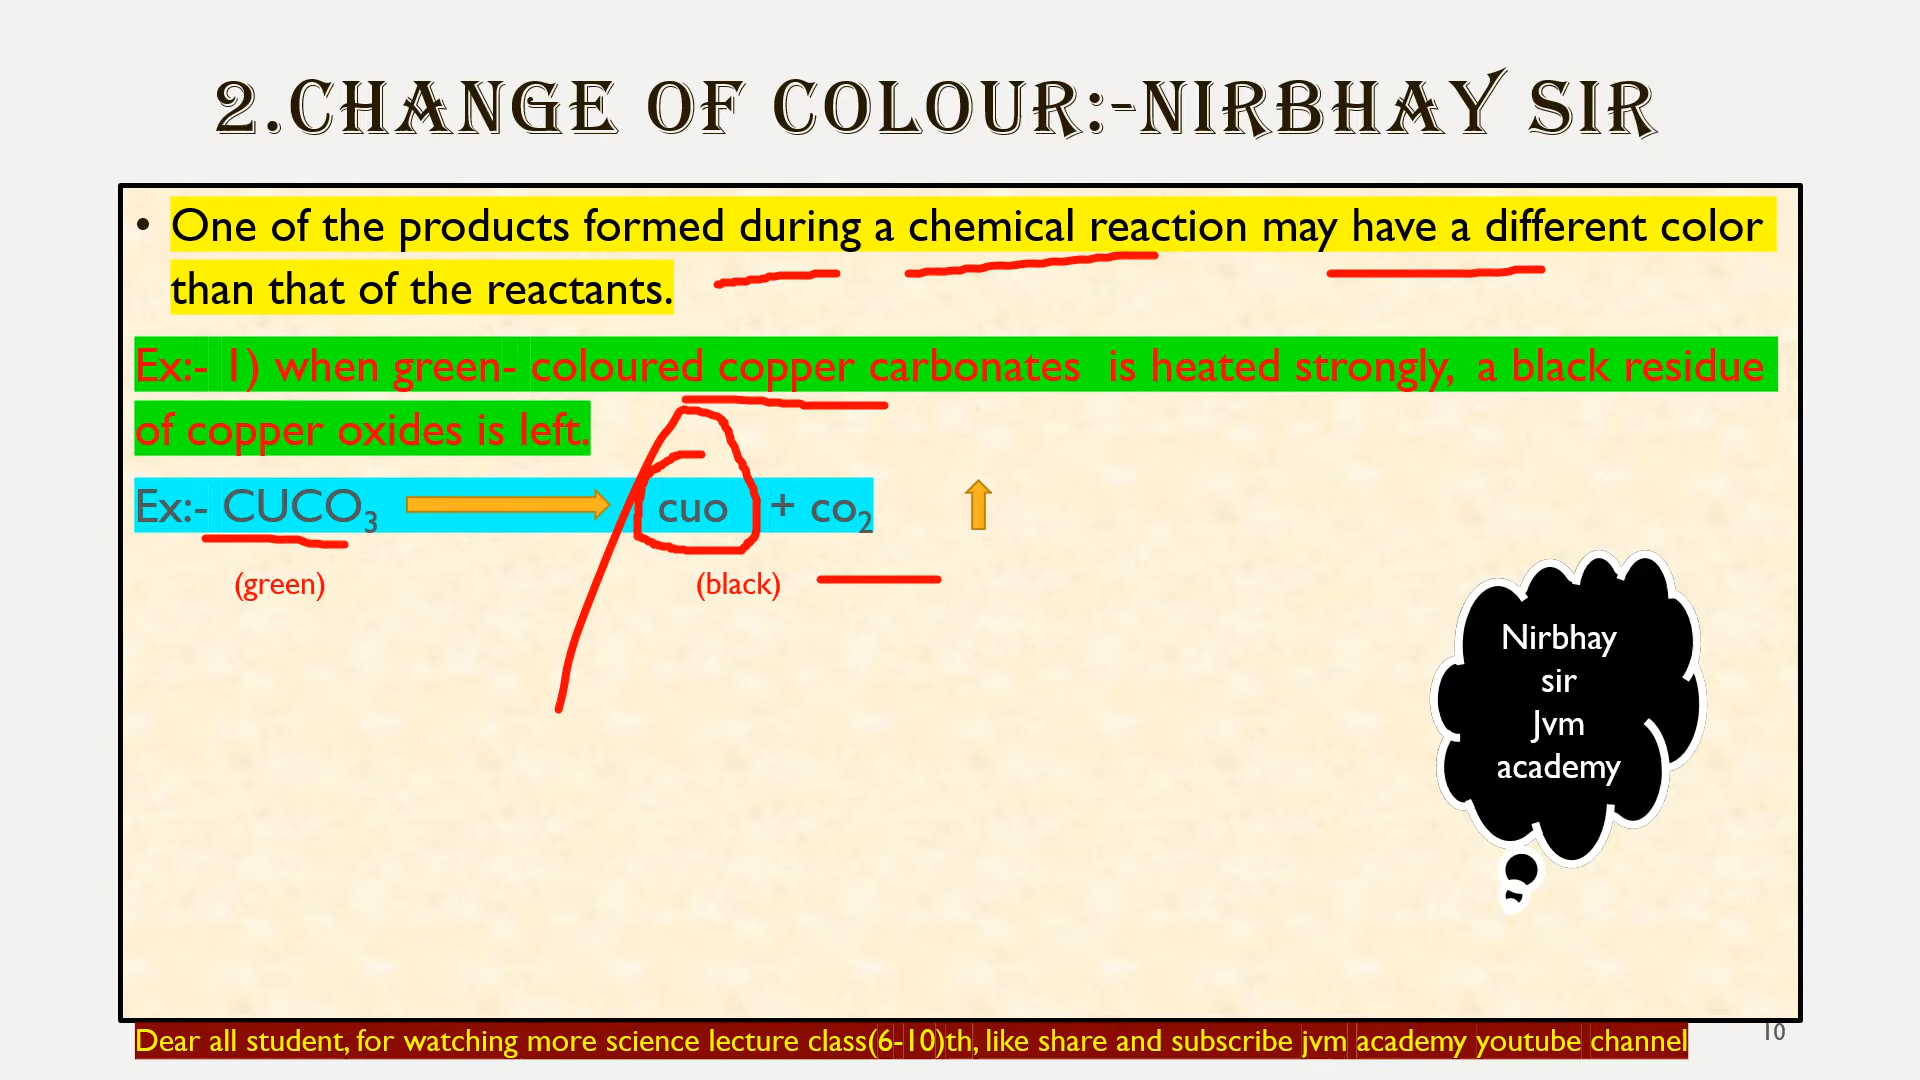 2.CHANGE OF COLOUR:-NIRBHAY SIR
• One of the products formed during a chemical reaction may have a different color
than that of the reactants.
Ex:- 1) when green- coloured copper carbonates is heated strongly, a black residue
of copper oxides is left.
Ex:- CUCO₃ cuo + co₂
(green) (black)
Nirbhay
sir
Jvm
academy
Dear all student, for watching more science lecture class(6-10)th, like share and subscribe jvm academy youtube channel
10